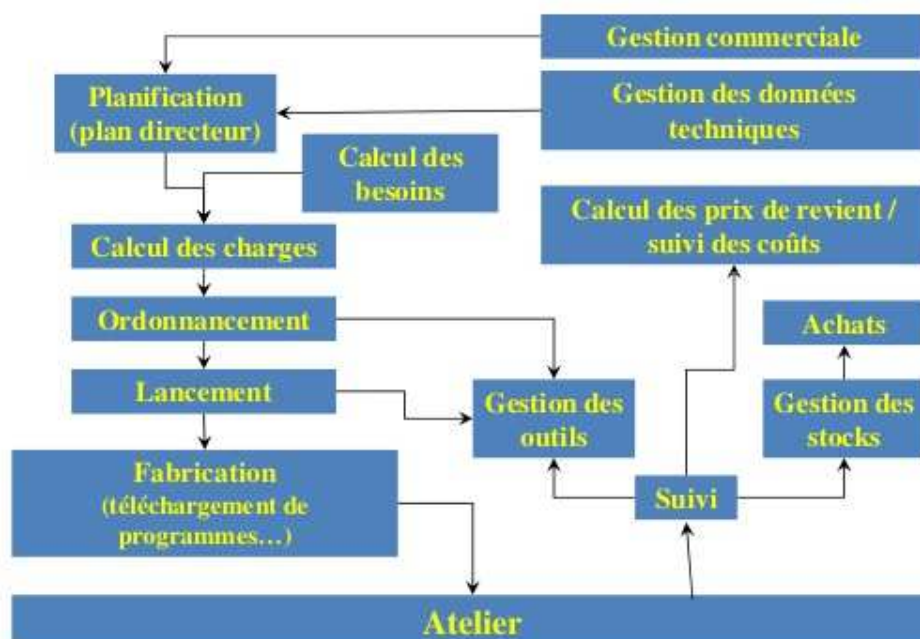 Gestion commerciale
Planification
(plan directeur)
Gestion des données
techniques
Calcul des
besoins
Calcul des prix de revient /
suivi des coûts
Calcul des charges
Ordonnancement
Achats
Lancement
Gestion des
outils
Gestion des
stocks
Fabrication
(téléchargement de
programmes…)
Suivi
Atelier